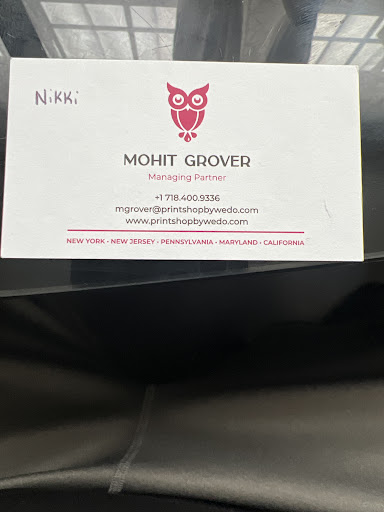 Nikki
MOHIT GROVER
Managing Partner
+1 718.400.9336
mgrover@printshopbywedo.com
www.printshopbywedo.com
NEW YORK • NEW JERSEY • PENNSYLVANIA • MARYLAND • CALIFORNIA